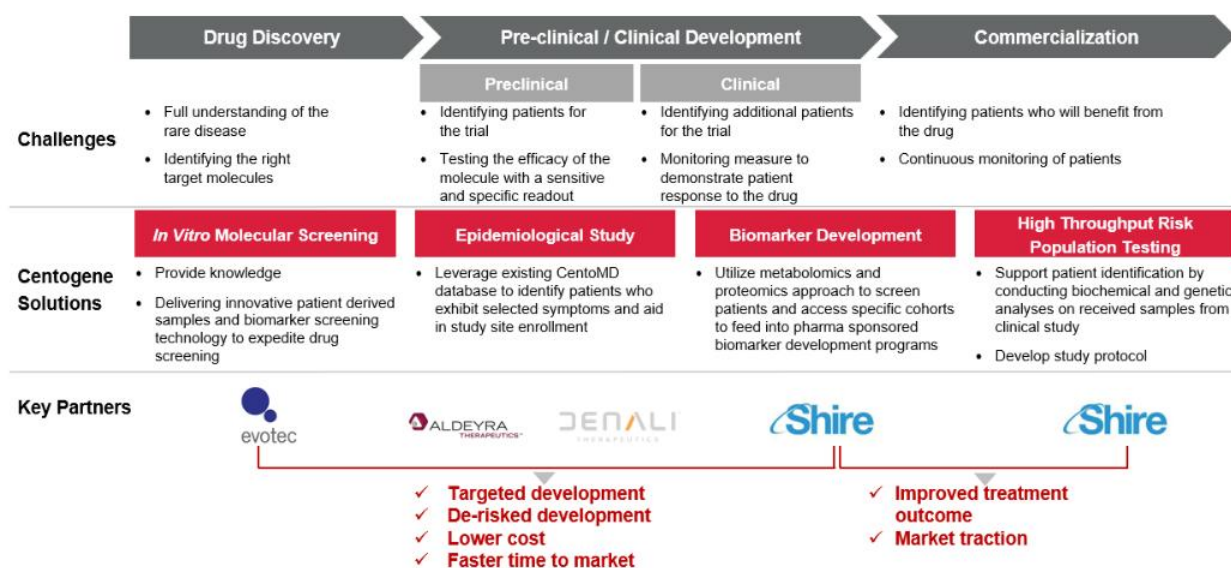 Drug Discovery
Pre-clinical / Clinical Development
Commercialization
Preclinical
Clinical
Challenges
• Full understanding of the
rare disease
• Identifying the right
target molecules
• Identifying patients for
the trial
• Testing the efficacy of the
molecule with a sensitive
and specific readout
• Identifying additional patients
for the trial
• Monitoring measure to
demonstrate patient
response to the drug
• Identifying patients who will benefit from
the drug
• Continuous monitoring of patients
Centogene
Solutions
In Vitro Molecular Screening
• Provide knowledge
• Delivering innovative patient derived
samples and biomarker screening
technology to expedite drug
screening
Epidemiological Study
• Leverage existing CentoMD
database to identify patients who
exhibit selected symptoms and aid
in study site enrollment
Biomarker Development
• Utilize metabolomics and
proteomics approach to screen
patients and access specific cohorts
to feed into pharma sponsored
biomarker development programs
High Throughput Risk
Population Testing
• Support patient identification by
conducting biochemical and genetic
analyses on received samples from
clinical study
• Develop study protocol
Key Partners
evotec
ALDEYRA
THERAPEUTICS
DENALI
THERAPEUTICS
Shire
Shire
✓ Targeted development
✓ De-risked development
✓ Lower cost
✓ Faster time to market
✓ Improved treatment
outcome
✓ Market traction